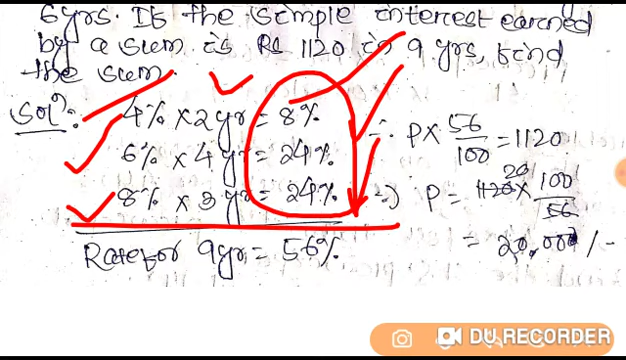 6yrs. If the simple interest earned
by a sum is Rs 1120 in 9 yrs, find
the sum.
Solⁿ:
4% × 2yr = 8%
6% × 4yr = 24%
8% × 3yr = 24%
Rate for 9yr = 56%
∴ P × 56/100 = 1120
⇒ P = 1120 × 100/56
20
= 20,000/-
DU RECORDER